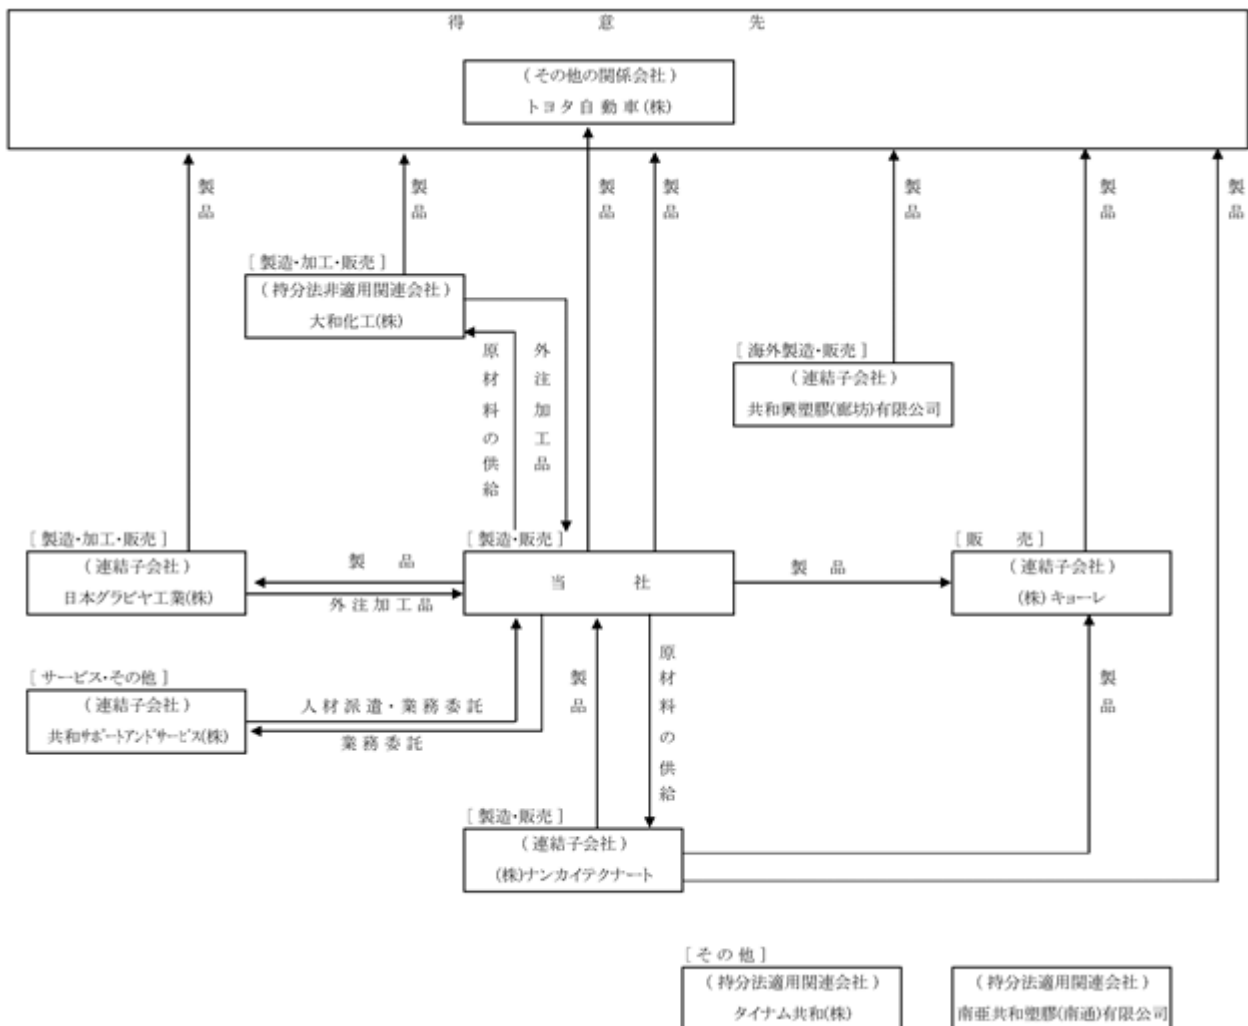 得意先
(その他の関係会社)
トヨタ自動車(株)
製品
製品
製品
製品
製品
製品
製品
[製造・加工・販売]
(持分法非適用関連会社)
大和化工(株)
原材料の供給
外注加工品
[海外製造・販売]
(連結子会社)
共和興塑膠(廊坊)有限公司
[製造・加工・販売]
(連結子会社)
日本グラビヤ工業(株)
製品
外注加工品
[製造・販売]
当社
製品
[販売]
(連結子会社)
(株)キョーレ
[サービス・その他]
(連結子会社)
共和サポートアンドサービス(株)
人材派遣・業務委託
業務委託
製品
原材料の供給
製品
[製造・販売]
(連結子会社)
(株)ナンカイテクナート
[その他]
(持分法適用関連会社)
タイナム共和(株)
(持分法適用関連会社)
南亜共和塑膠(南通)有限公司